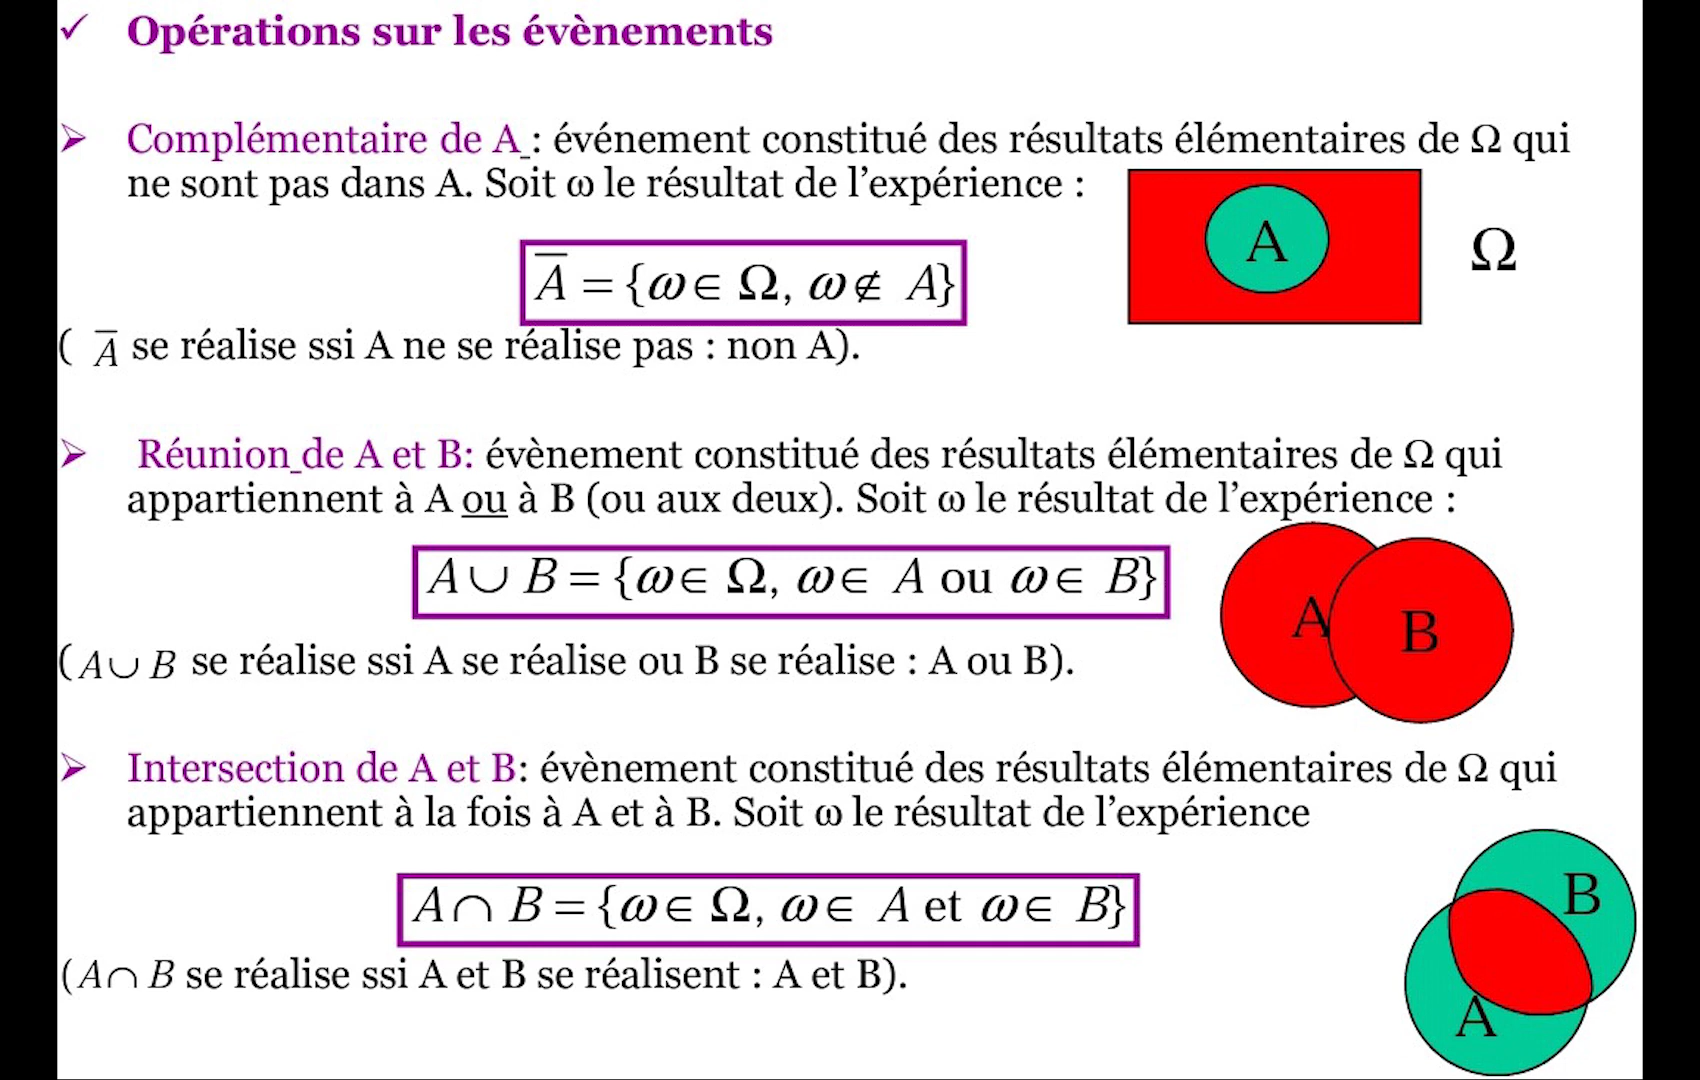 ✓ Opérations sur les évènements
➢ Complémentaire de A : événement constitué des résultats élémentaires de Ω qui
ne sont pas dans A. Soit ω le résultat de l’expérience :
A
Ω
A̅ = {ω ∈ Ω, ω ∉ A}
( A̅ se réalise ssi A ne se réalise pas : non A).
➢ Réunion de A et B: évènement constitué des résultats élémentaires de Ω qui
appartiennent à A ou à B (ou aux deux). Soit ω le résultat de l’expérience :
A ∪ B = {ω ∈ Ω, ω ∈ A ou ω ∈ B}
A
B
(A ∪ B se réalise ssi A se réalise ou B se réalise : A ou B).
➢ Intersection de A et B: évènement constitué des résultats élémentaires de Ω qui
appartiennent à la fois à A et à B. Soit ω le résultat de l’expérience
A ∩ B = {ω ∈ Ω, ω ∈ A et ω ∈ B}
B
(A ∩ B se réalise ssi A et B se réalisent : A et B).
A